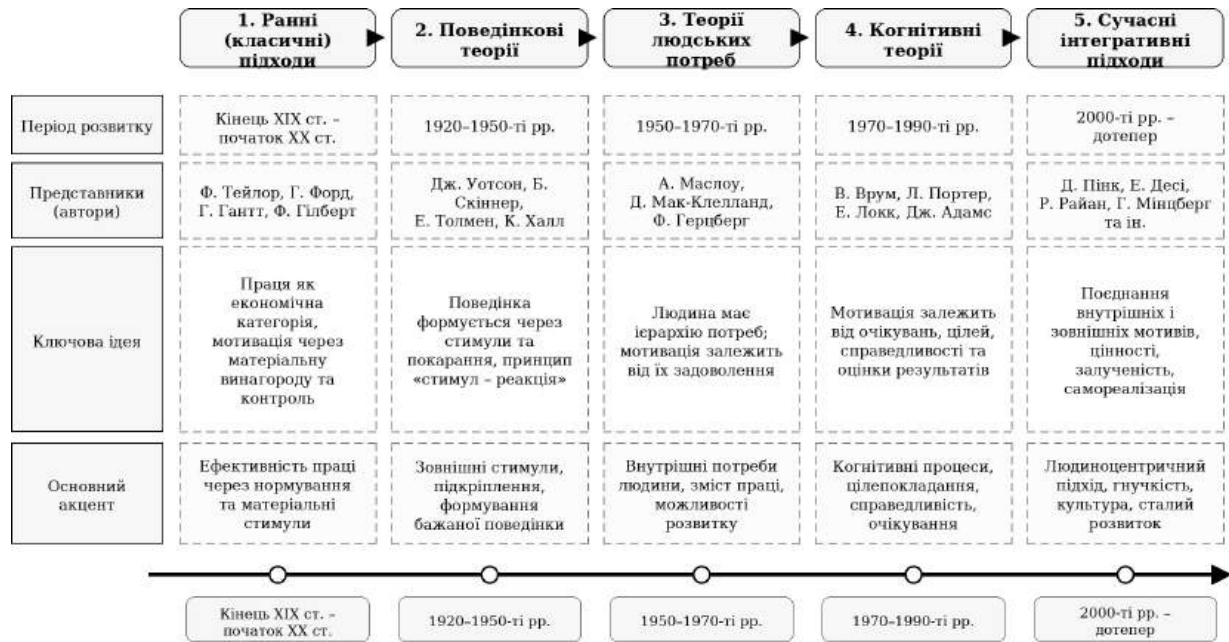 1. Ранні
(класичні)
підходи
2. Поведінкові
теорії
3. Теорії
людських
потреб
4. Когнітивні
теорії
5. Сучасні
інтегративні
підходи
Період розвитку
Кінець XIX ст. –
початок XX ст.
1920–1950-ті рр.
1950–1970-ті рр.
1970–1990-ті рр.
2000-ті рр. –
дотепер
Представники
(автори)
Ф. Тейлор, Г. Форд,
Г. Гантт, Ф. Гілберт
Дж. Уотсон, Б.
Скіннер,
Е. Толмен, К. Халл
А. Маслоу,
Д. Мак-Клелланд,
Ф. Герцберг
В. Врум, Л. Портер,
Е. Локк, Дж. Адамс
Д. Пінк, Е. Десі,
Р. Райан, Г. Мінцберг
та ін.
Ключова ідея
Праця як
економічна
категорія,
мотивація через
матеріальну
винагороду та
контроль
Поведінка
формується через
стимули та
покарання, принцип
«стимул – реакція»
Людина має
ієрархію потреб;
мотивація залежить
від їх задоволення
Мотивація залежить
від очікувань, цілей,
справедливості та
оцінки результатів
Поєднання
внутрішніх і
зовнішніх мотивів,
цінності,
залученість,
самореалізація
Основний
акцент
Ефективність праці
через нормування
та матеріальні
стимули
Зовнішні стимули,
підкріплення,
формування
бажаної поведінки
Внутрішні потреби
людини, зміст праці,
можливості
розвитку
Когнітивні процеси,
цілепокладання,
справедливість,
очікування
Людиноцентричний
підхід, гнучкість,
культура, сталий
розвиток
Кінець XIX ст. –
початок XX ст.
1920–1950-ті рр.
1950–1970-ті рр.
1970–1990-ті рр.
2000-ті рр. –
дотепер